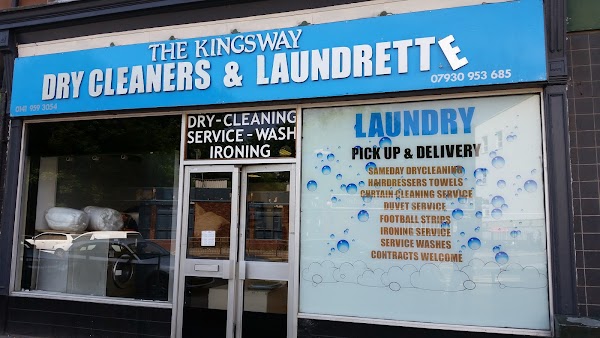 THE KINGSWAY
DRY CLEANERS & LAUNDRETTE
0141 959 3054
07930 953 685
DRY-CLEANING
SERVICE-WASH
IRONING
LAUNDRY
PICK UP & DELIVERY
SAMEDAY DRYCLEANING
HAIRDRESSERS TOWELS
CURTAIN CLEANING SERVICE
DUVET SERVICE
FOOTBALL STRIPS
IRONING SERVICE
SERVICE WASHES
CONTRACTS WELCOME